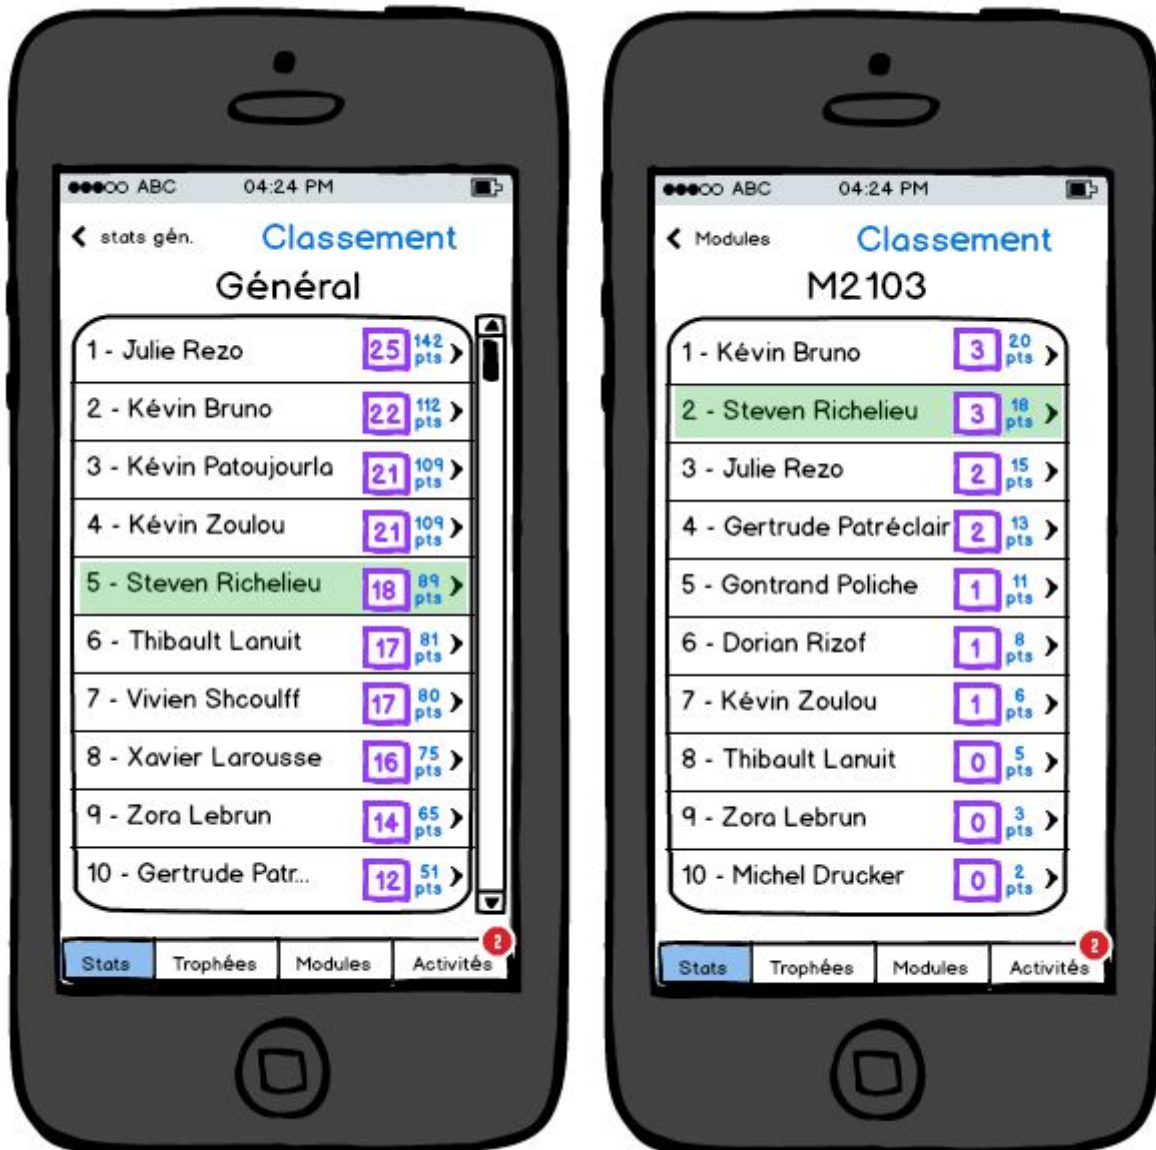 ABC 04:24 PM
stats gén. Classement
Général
1 - Julie Rezo 25 142 pts
2 - Kévin Bruno 22 112 pts
3 - Kévin Patoujourla 21 109 pts
4 - Kévin Zoulou 21 109 pts
5 - Steven Richelieu 18 89 pts
6 - Thibault Lanuit 17 81 pts
7 - Vivien Shcoulff 17 80 pts
8 - Xavier Larousse 16 75 pts
9 - Zora Lebrun 14 65 pts
10 - Gertrude Patr... 12 51 pts
Stats Trophées Modules Activités 2
ABC 04:24 PM
Modules Classement
M2103
1 - Kévin Bruno 3 20 pts
2 - Steven Richelieu 3 18 pts
3 - Julie Rezo 2 15 pts
4 - Gertrude Patréclair 2 13 pts
5 - Gontrand Poliche 1 11 pts
6 - Dorian Rizof 1 8 pts
7 - Kévin Zoulou 1 6 pts
8 - Thibault Lanuit 0 5 pts
9 - Zora Lebrun 0 3 pts
10 - Michel Drucker 0 2 pts
Stats Trophées Modules Activités 2